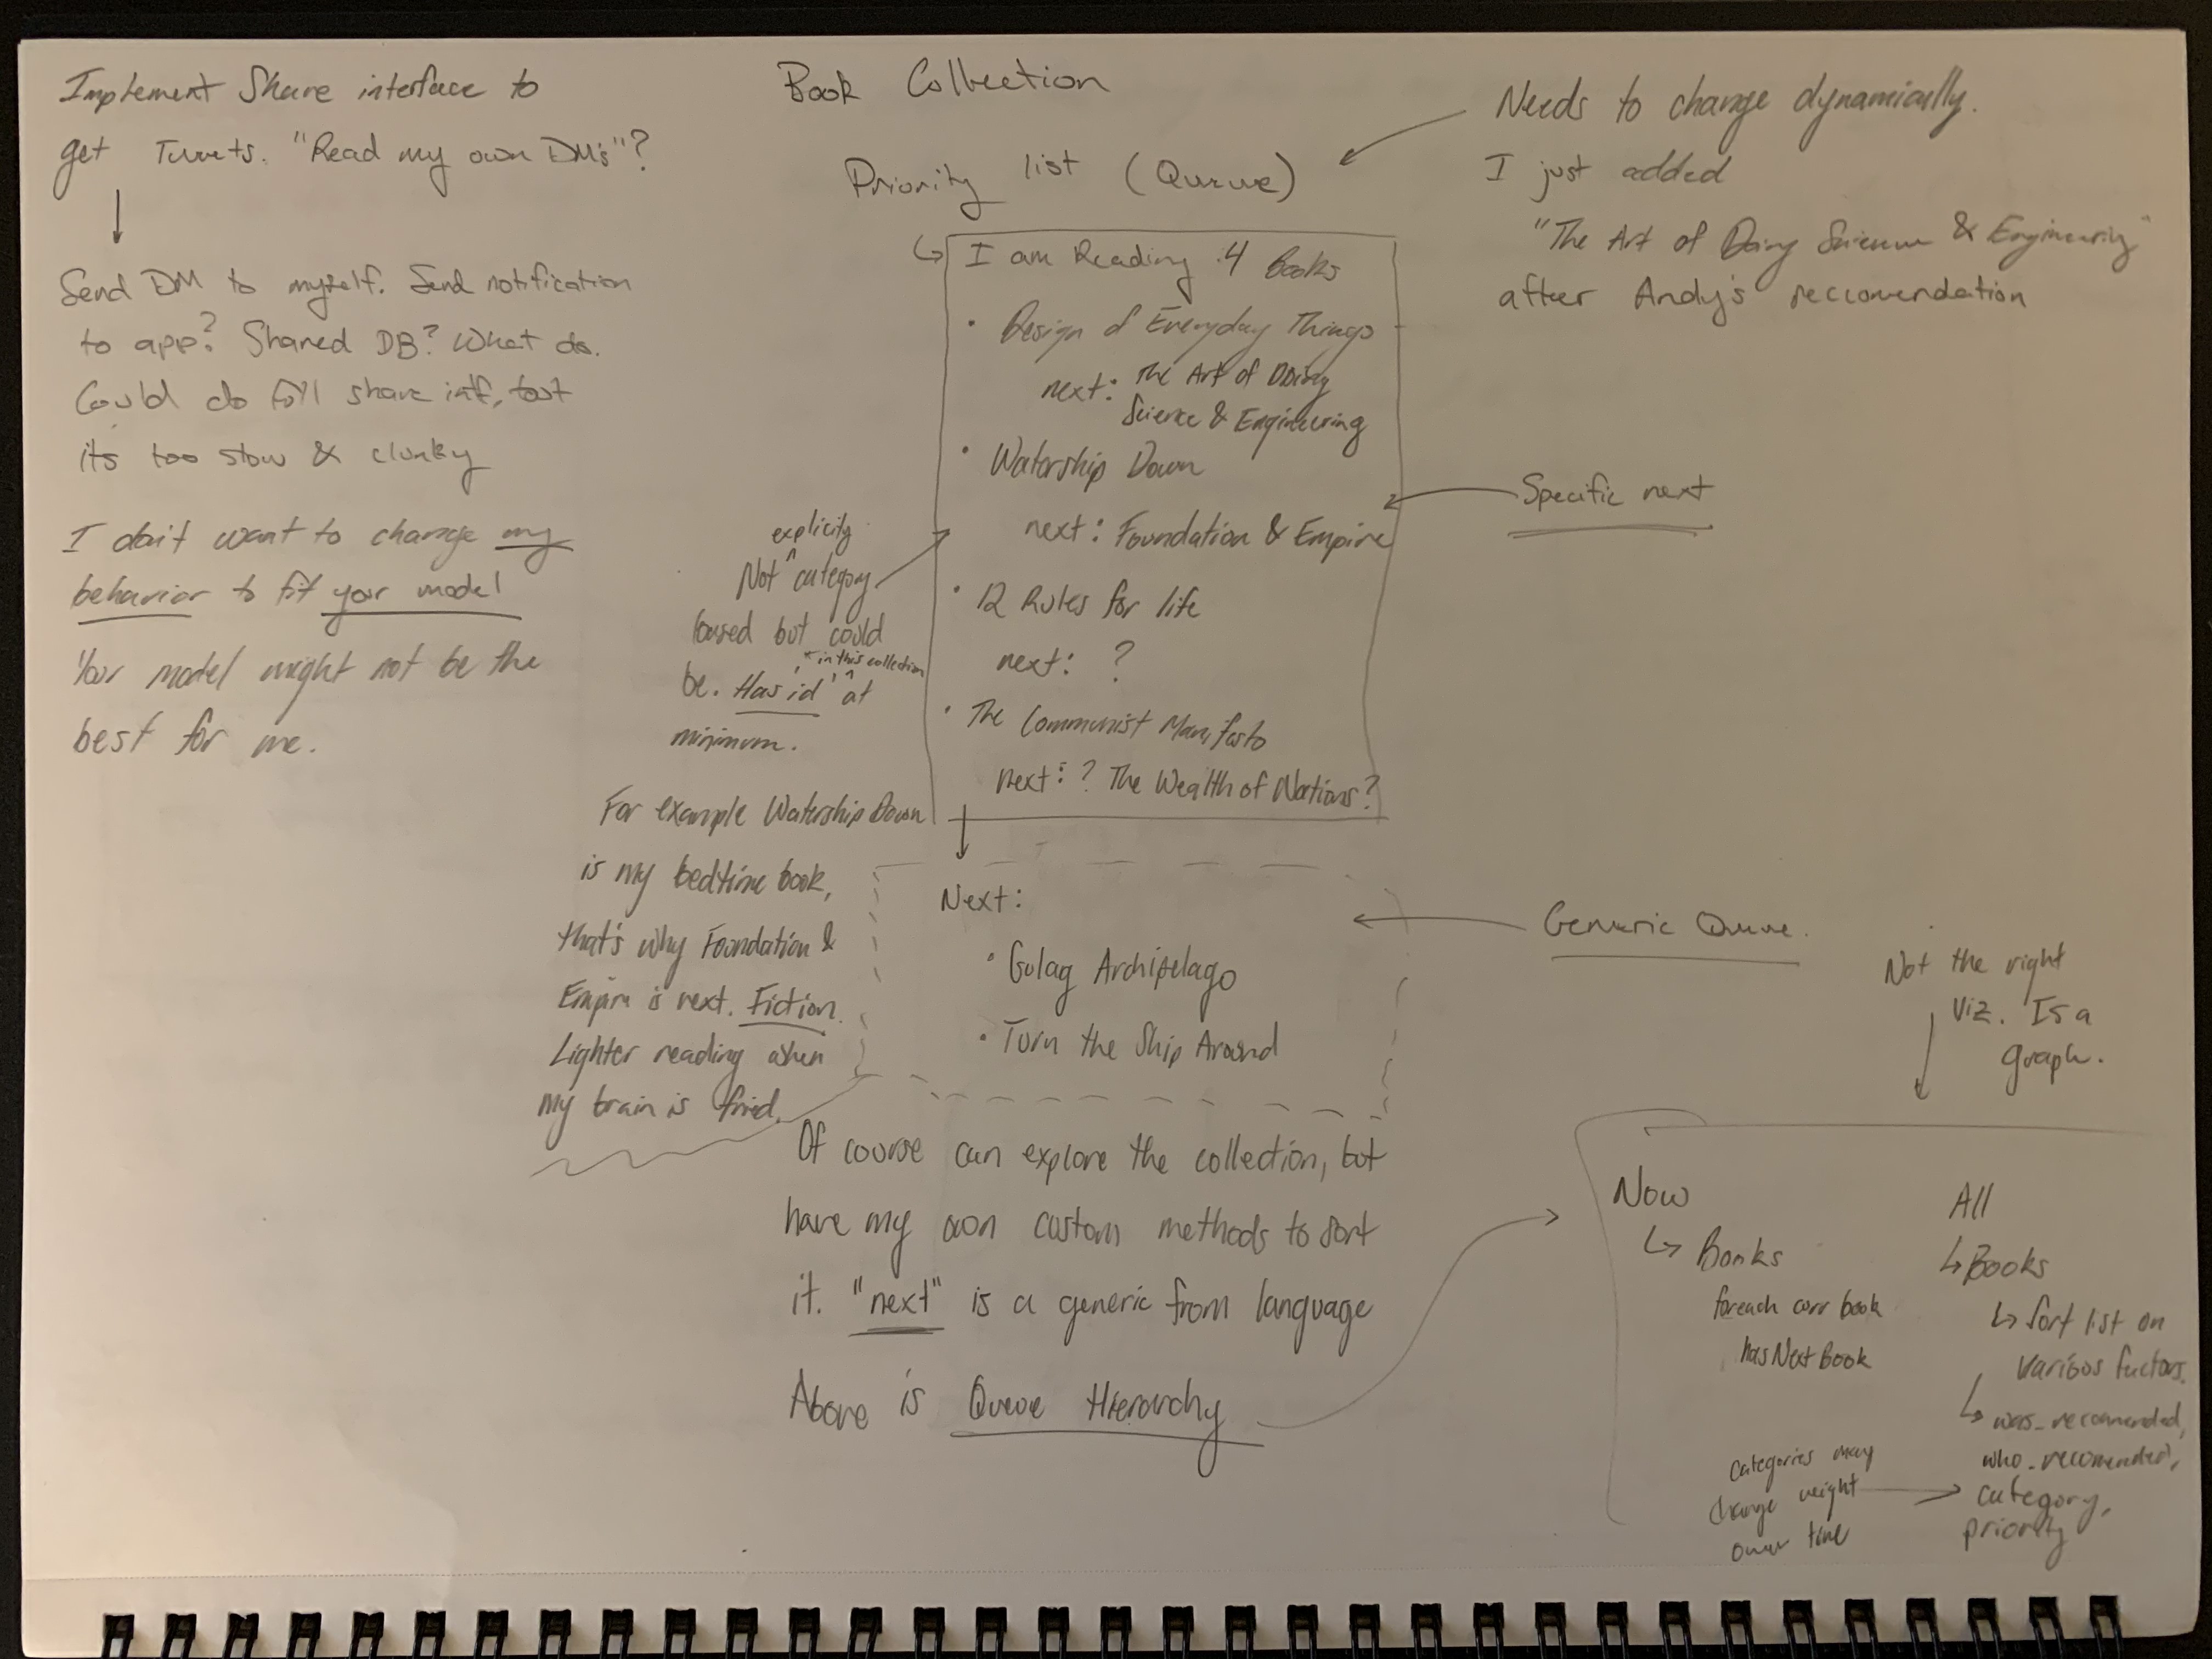 Implement Share interface to
get Tweets. "Read my own DM's"?
Send DM to myself. Send notification
to app? Shared DB? What do.
Could do full share intf, but
its too slow & clunky
I don't want to change my
behavior to fit your model
Your model might not be the
best for me.
Book Collection
Priority list (Queue)
Needs to change dynamically.
I just added
"The Art of Doing Science & Engineering"
after Andy's reccomendation
I am Reading 4 Books
• Design of Everyday Things
next: The Art of Doing
Science & Engineering
• Watership Down
next: Foundation & Empire
• 12 Rules for life
next: ?
• The Communist Manifesto
next: ? The Wealth of Nations?
Specific next
explicity
Not ^ category
based but could
* in this collection
be. Has 'id' ^ at
minimum.
For example Watership Down
is my bedtime book,
that's why Foundation &
Empire is next. Fiction.
Lighter reading when
my brain is fried.
Next:
• Gulag Archipelago
• Turn the Ship Around
Generic Queue.
Of course can explore the collection, but
have my own custom methods to sort
it. "next" is a generic from language
Above is Queue Hierarchy
Not the right
Viz. Is a
graph.
Now
Books
foreach curr book
hasNextBook
All
Books
Sort list on
various factors.
was_recommended,
who_recomended,
category,
priority
Categories may
change weight
over time